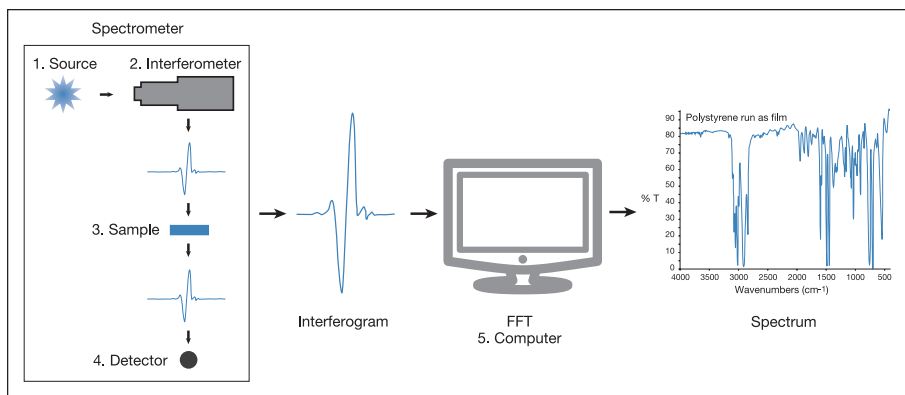 Spectrometer
1. Source
2. Interferometer
3. Sample
4. Detector
Interferogram
FFT
5. Computer
Polystyrene run as film
% T
90
80
70
60
50
40
30
20
10
5
0
4000 3500 3000 2500 2000 1500 1000 500
Wavenumbers (cm-1)
Spectrum